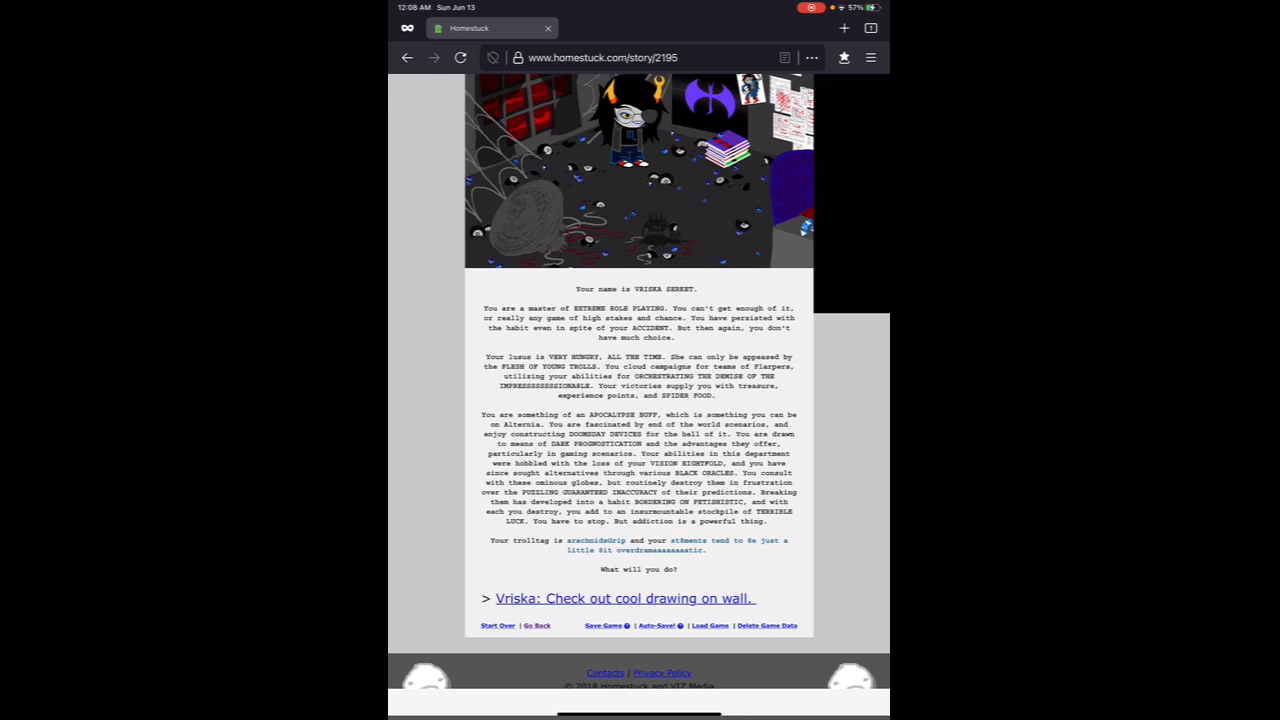 12:08 AM Sun Jun 13
57%
Homestuck
1
www.homestuck.com/story/2195
Your name is VRISKA SERKET.
You are a master of EXTREME ROLE PLAYING. You can't get enough of it,
or really any game of high stakes and chance. You have persisted with
the habit even in spite of your ACCIDENT. But then again, you don't
have much choice.
Your lusus is VERY HUNGRY, ALL THE TIME. She can only be appeased by
the FLESH OF YOUNG TROLLS. You cloud campaigns for teams of Flarpers,
utilizing your abilities for ORCHESTRATING THE DEMISE OF THE
IMPRESSSSSSSSIONA8LE. Your victories supply you with treasure,
experience points, and SPIDER FOOD.
You are something of an APOCALYPSE BUFF, which is something you can be
on Alternia. You are fascinated by end of the world scenarios, and
enjoy constructing DOOMSDAY DEVICES for the hell of it. You are drawn
to means of DARK PROGNOSTICATION and the advantages they offer,
particularly in gaming scenarios. Your abilities in this department
were hobbled with the loss of your VISION EIGHTFOLD, and you have
since sought alternatives through various BLACK ORACLES. You consult
with these ominous globes, but routinely destroy them in frustration
over the PUZZLING GUARANTEED INACCURACY of their predictions. Breaking
them has developed into a habit BORDERING ON FETISHISTIC, and with
each you destroy, you add to an insurmountable stockpile of TERRIBLE
LUCK. You have to stop. But addiction is a powerful thing.
Your trolltag is arachnidsGrip and your st8ments tend to 8e just a
little 8it overdramaaaaaaaatic.
What will you do?
> Vriska: Check out cool drawing on wall.
Start Over | Go Back Save Game ? | Auto-Save! ? | Load Game | Delete Game Data
Contacts | Privacy Policy
© 2018 Homestuck and VIZ Media